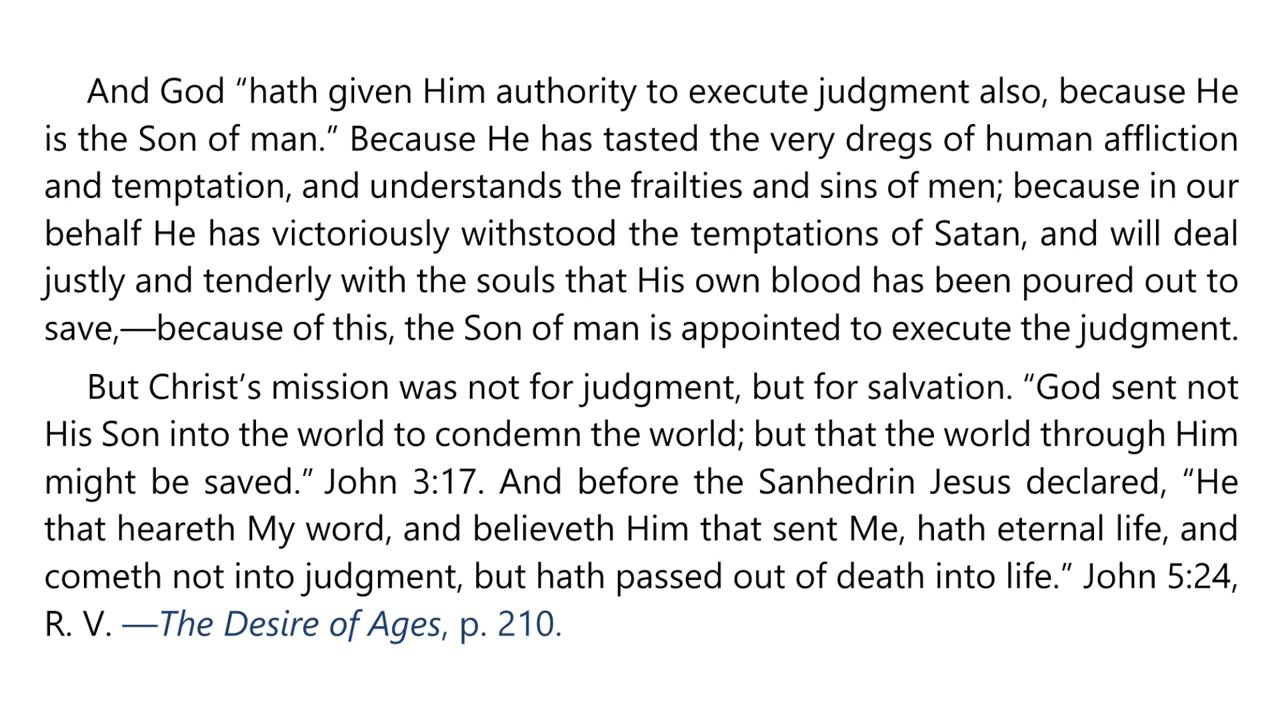 And God “hath given Him authority to execute judgment also, because He
is the Son of man.” Because He has tasted the very dregs of human affliction
and temptation, and understands the frailties and sins of men; because in our
behalf He has victoriously withstood the temptations of Satan, and will deal
justly and tenderly with the souls that His own blood has been poured out to
save,—because of this, the Son of man is appointed to execute the judgment.
But Christ’s mission was not for judgment, but for salvation. “God sent not
His Son into the world to condemn the world; but that the world through Him
might be saved.” John 3:17. And before the Sanhedrin Jesus declared, “He
that heareth My word, and believeth Him that sent Me, hath eternal life, and
cometh not into judgment, but hath passed out of death into life.” John 5:24,
R. V. —The Desire of Ages, p. 210.